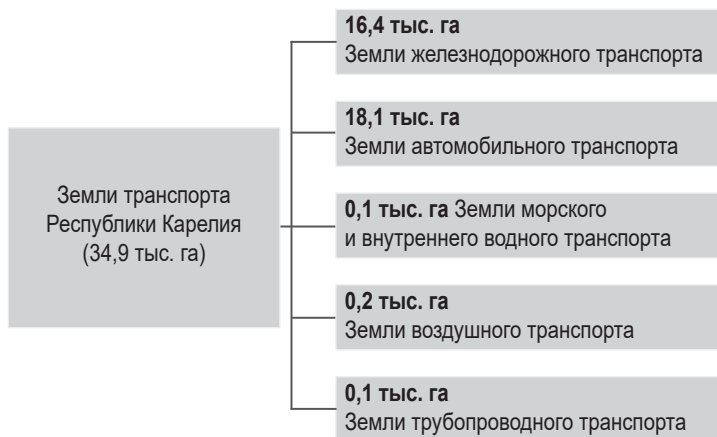 Земли транспорта
Республики Карелия
(34,9 тыс. га)
16,4 тыс. га
Земли железнодорожного транспорта
18,1 тыс. га
Земли автомобильного транспорта
0,1 тыс. га Земли морского
и внутреннего водного транспорта
0,2 тыс. га
Земли воздушного транспорта
0,1 тыс. га
Земли трубопроводного транспорта